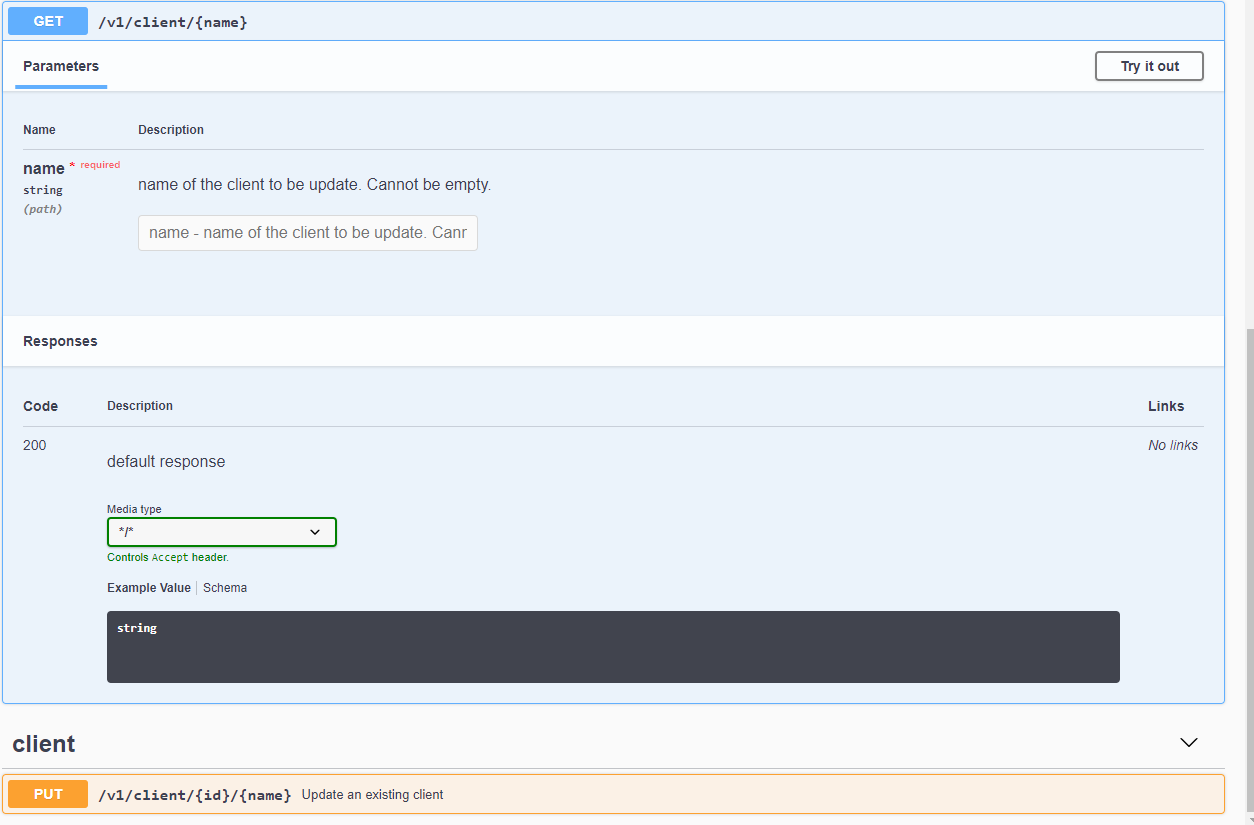 GET /v1/client/{name}
Parameters Try it out
Name Description
name * required
string
(path)
name of the client to be update. Cannot be empty.
name - name of the client to be update. Canr
Responses
Code Description Links
200 No links
default response
Media type
*/*
Controls Accept header.
Example Value Schema
string
client
PUT /v1/client/{id}/{name} Update an existing client